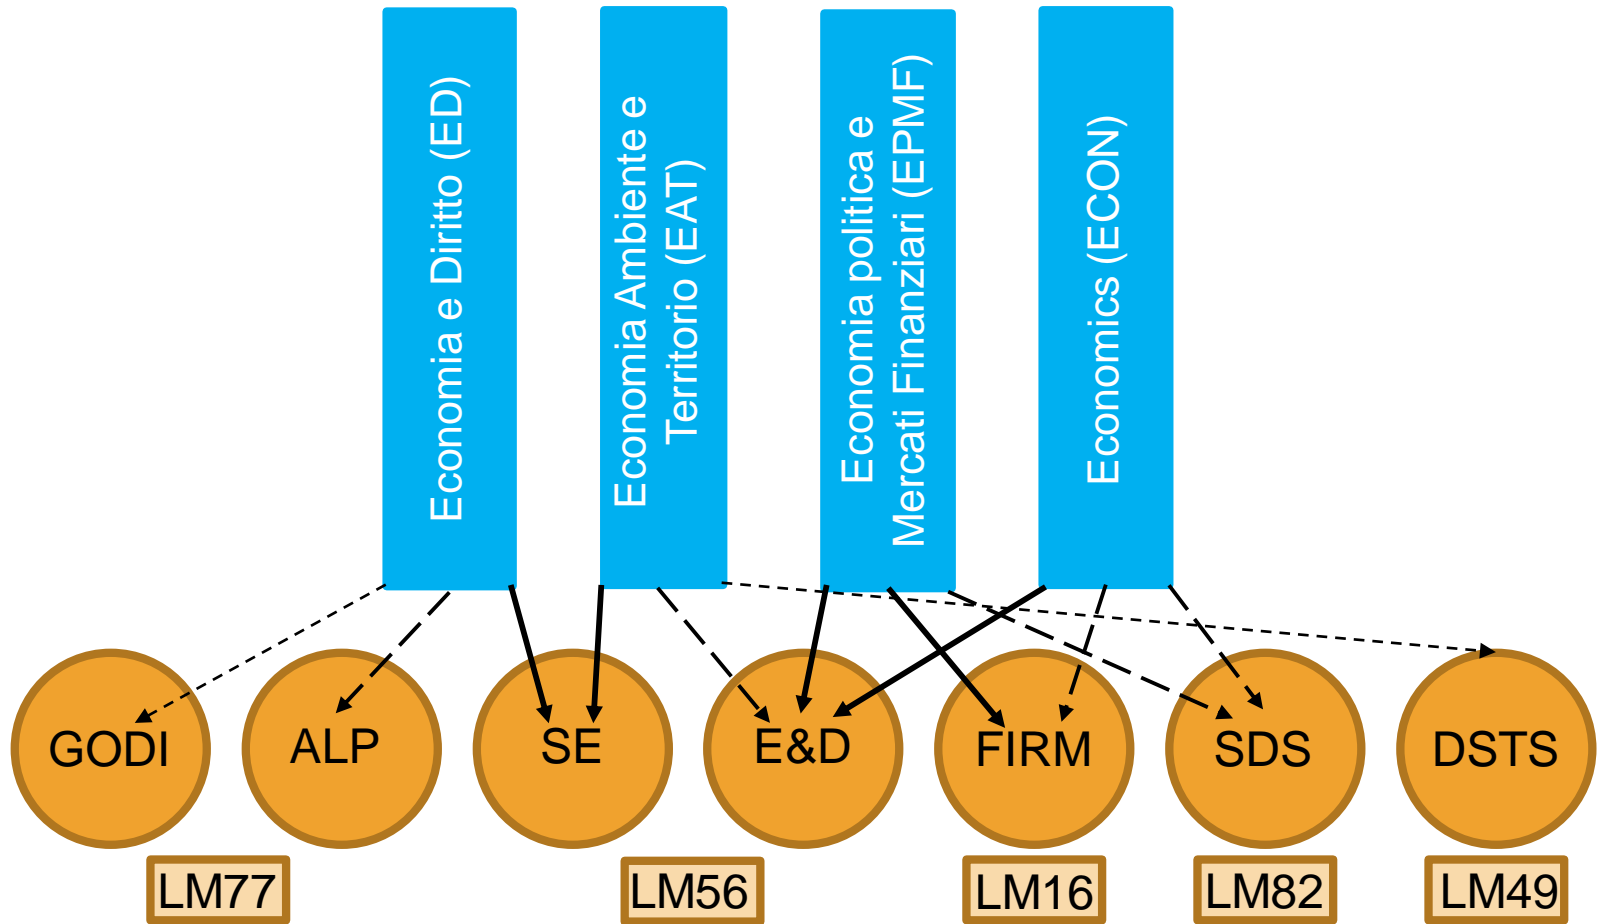 Economia e Diritto (ED)
Economia Ambiente e
Territorio (EAT)
Economia politica e
Mercati Finanziari (EPMF)
Economics (ECON)
GODI
ALP
SE
E&D
FIRM
SDS
DSTS
LM77
LM56
LM16
LM82
LM49